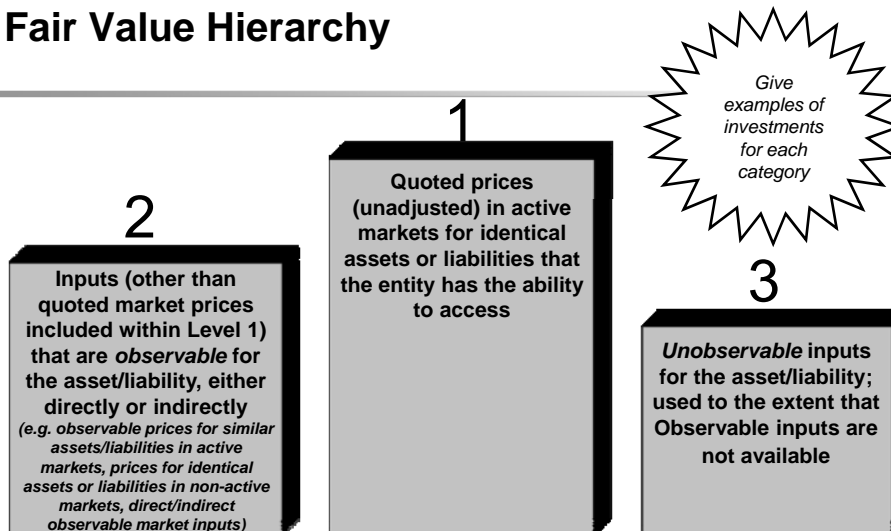 Fair Value Hierarchy
Give
examples of
investments
for each
category
1
Quoted prices
(unadjusted) in active
markets for identical
assets or liabilities that
the entity has the ability
to access
2
Inputs (other than
quoted market prices
included within Level 1)
that are observable for
the asset/liability, either
directly or indirectly
(e.g. observable prices for similar
assets/liabilities in active
markets, prices for identical
assets or liabilities in non-active
markets, direct/indirect
observable market inputs)
3
Unobservable inputs
for the asset/liability;
used to the extent that
Observable inputs are
not available